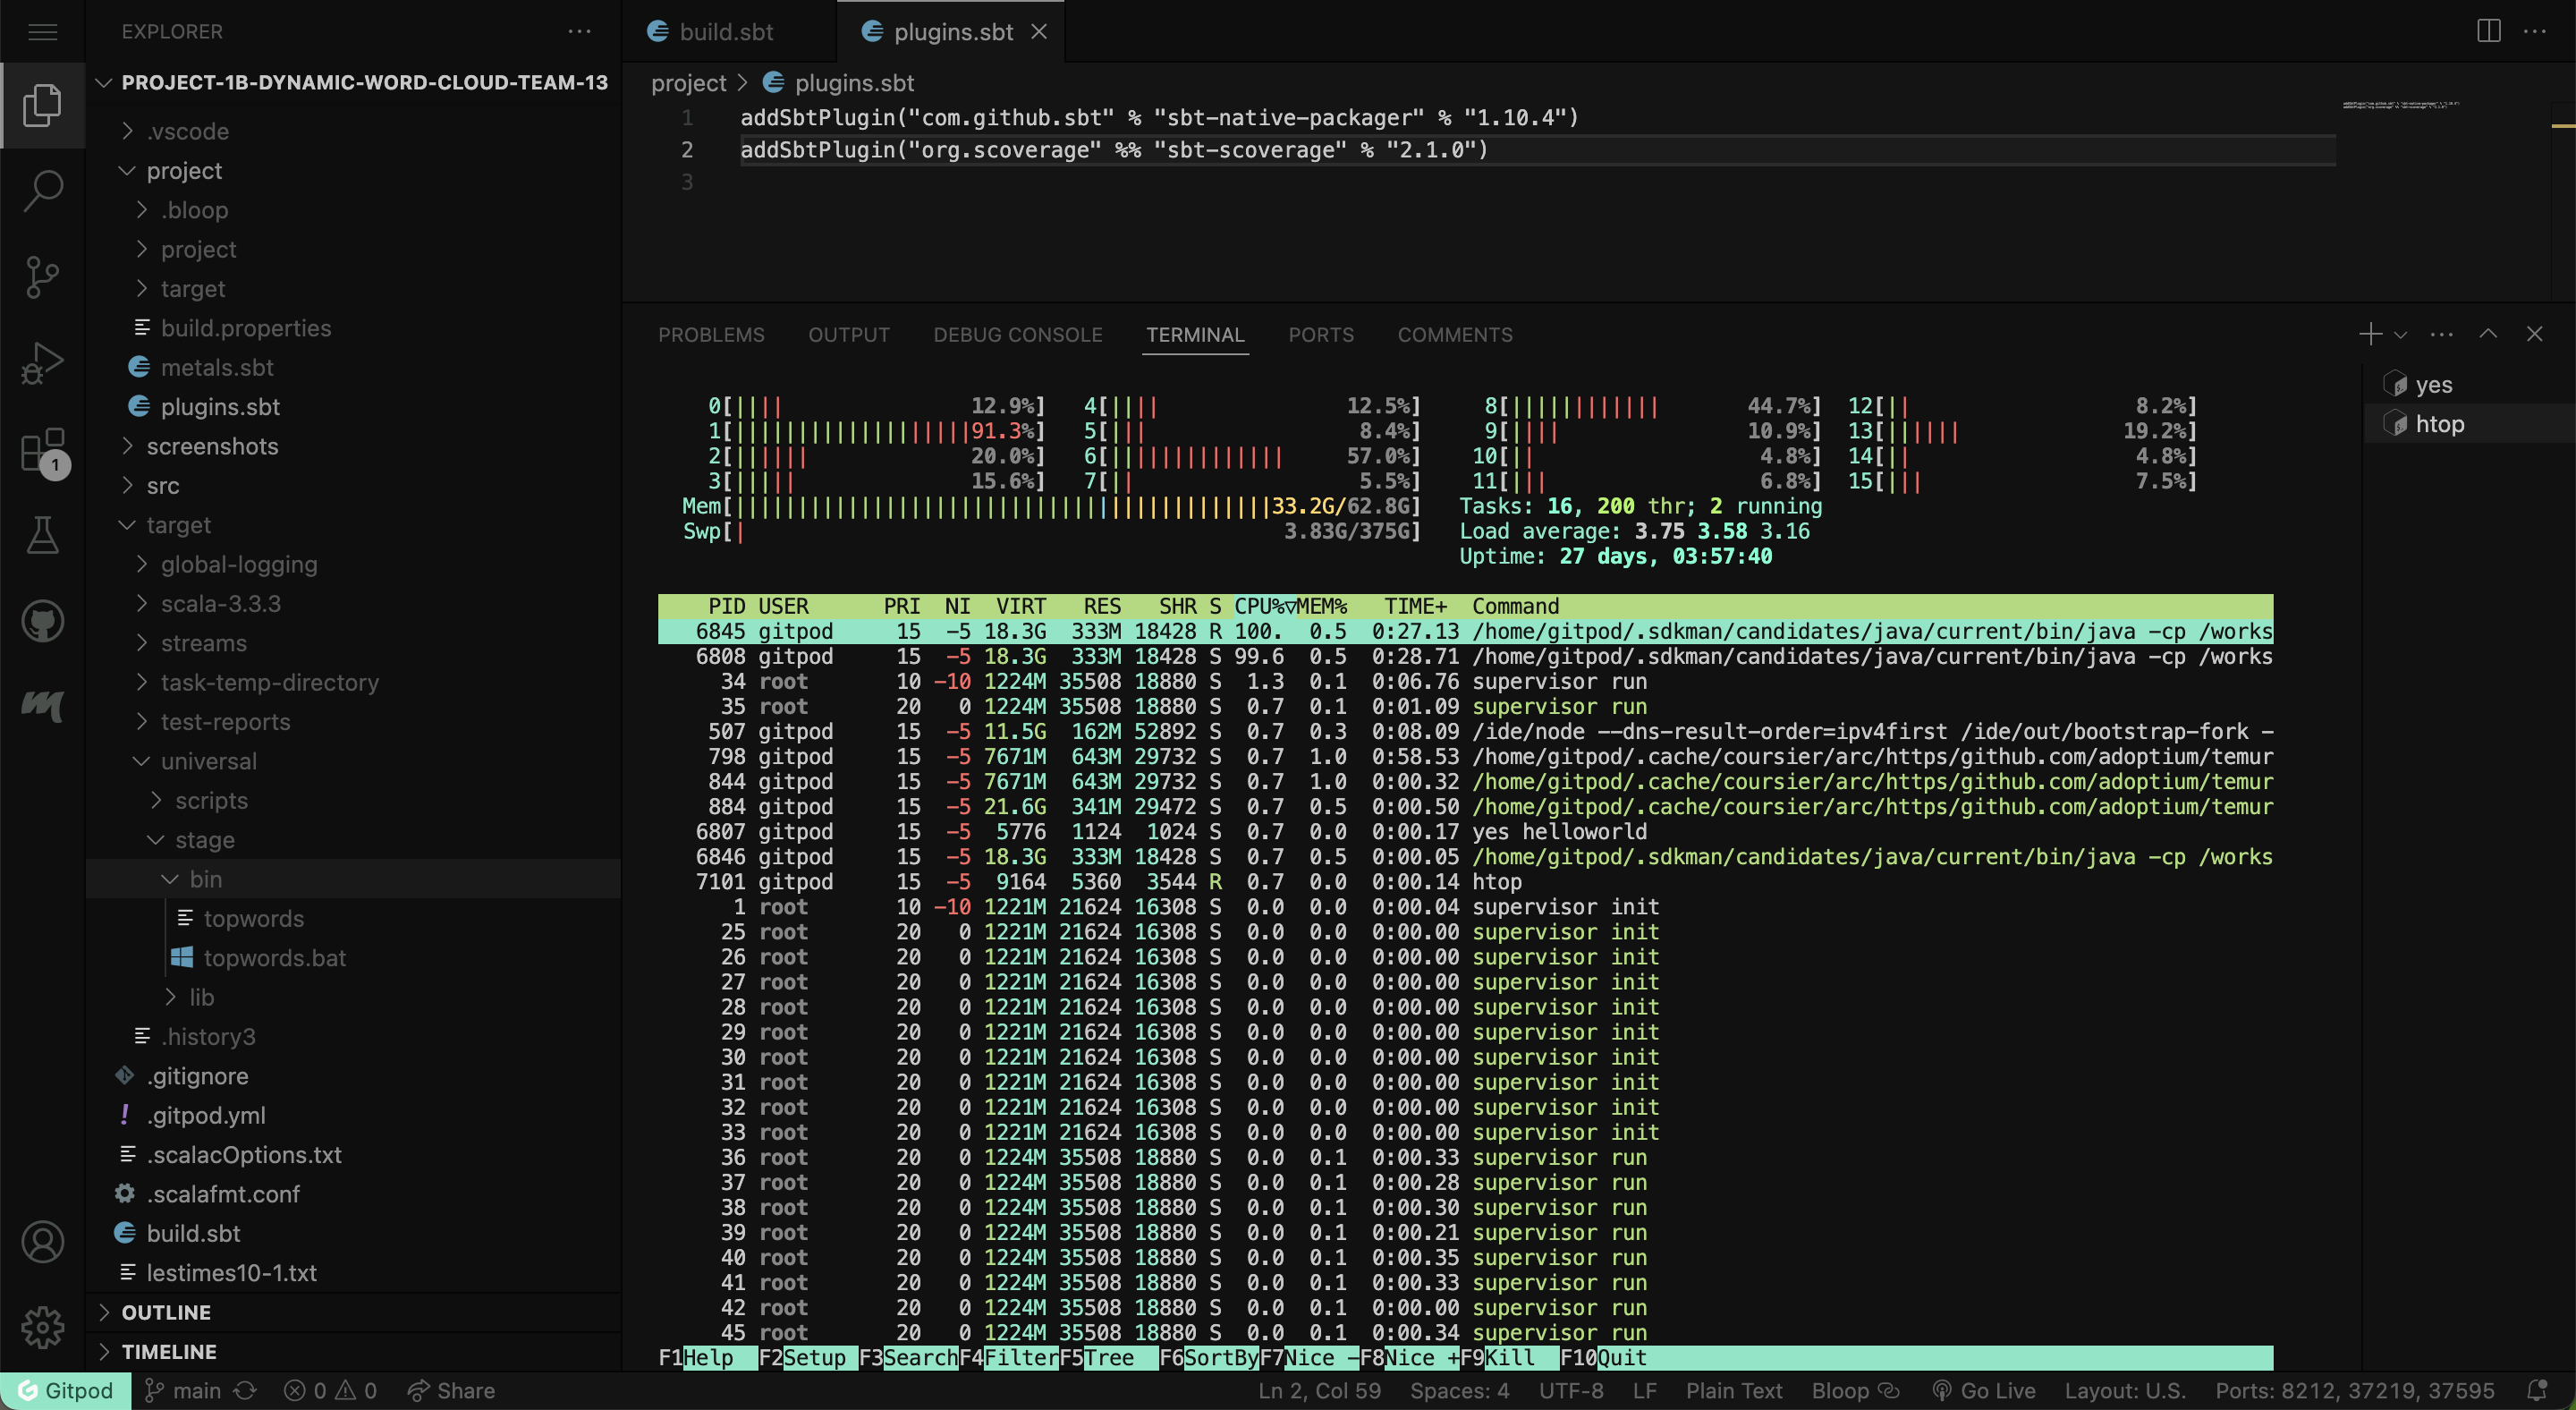 EXPLORER
PROJECT-1B-DYNAMIC-WORD-CLOUD-TEAM-13
.vscode
project
.bloop
project
target
build.properties
metals.sbt
plugins.sbt
screenshots
src
target
global-logging
scala-3.3.3
streams
task-temp-directory
test-reports
universal
scripts
stage
bin
topwords
topwords.bat
lib
.history3
.gitignore
.gitpod.yml
.scalacOptions.txt
.scalafmt.conf
build.sbt
lestimes10-1.txt
OUTLINE
TIMELINE
1
build.sbt plugins.sbt
project > plugins.sbt
1 addSbtPlugin("com.github.sbt" % "sbt-native-packager" % "1.10.4")
2 addSbtPlugin("org.scoverage" %% "sbt-scoverage" % "2.1.0")
3
PROBLEMS OUTPUT DEBUG CONSOLE TERMINAL PORTS COMMENTS
yes
htop
0[||||12.9%] 4[||||12.5%] 8[||||||||||||44.7%] 12[||8.2%]
1[|||||||||||||||||||91.3%] 5[|||8.4%] 9[||||10.9%] 13[||||||19.2%]
2[||||||20.0%] 6[||||||||||||||57.0%] 10[||4.8%] 14[||4.8%]
3[|||||15.6%] 7[||5.5%] 11[|||6.8%] 15[|||7.5%]
Mem[|||||||||||||||||||||||||||||||||||||||||||33.2G/62.8G] Tasks: 16, 200 thr; 2 running
Swp[|3.83G/375G] Load average: 3.75 3.58 3.16
Uptime: 27 days, 03:57:40
PID USER PRI NI VIRT RES SHR S CPU%▽MEM% TIME+ Command
6845 gitpod 15 -5 18.3G 333M 18428 R 100. 0.5 0:27.13 /home/gitpod/.sdkman/candidates/java/current/bin/java -cp /works
6808 gitpod 15 -5 18.3G 333M 18428 S 99.6 0.5 0:28.71 /home/gitpod/.sdkman/candidates/java/current/bin/java -cp /works
34 root 10 -10 1224M 35508 18880 S 1.3 0.1 0:06.76 supervisor run
35 root 20 0 1224M 35508 18880 S 0.7 0.1 0:01.09 supervisor run
507 gitpod 15 -5 11.5G 162M 52892 S 0.7 0.3 0:08.09 /ide/node --dns-result-order=ipv4first /ide/out/bootstrap-fork -
798 gitpod 15 -5 7671M 643M 29732 S 0.7 1.0 0:58.53 /home/gitpod/.cache/coursier/arc/https/github.com/adoptium/temur
844 gitpod 15 -5 7671M 643M 29732 S 0.7 1.0 0:00.32 /home/gitpod/.cache/coursier/arc/https/github.com/adoptium/temur
884 gitpod 15 -5 21.6G 341M 29472 S 0.7 0.5 0:00.50 /home/gitpod/.cache/coursier/arc/https/github.com/adoptium/temur
6807 gitpod 15 -5 5776 1124 1024 S 0.7 0.0 0:00.17 yes helloworld
6846 gitpod 15 -5 18.3G 333M 18428 S 0.7 0.5 0:00.05 /home/gitpod/.sdkman/candidates/java/current/bin/java -cp /works
7101 gitpod 15 -5 9164 5360 3544 R 0.7 0.0 0:00.14 htop
1 root 10 -10 1221M 21624 16308 S 0.0 0.0 0:00.04 supervisor init
25 root 20 0 1221M 21624 16308 S 0.0 0.0 0:00.00 supervisor init
26 root 20 0 1221M 21624 16308 S 0.0 0.0 0:00.00 supervisor init
27 root 20 0 1221M 21624 16308 S 0.0 0.0 0:00.00 supervisor init
28 root 20 0 1221M 21624 16308 S 0.0 0.0 0:00.00 supervisor init
29 root 20 0 1221M 21624 16308 S 0.0 0.0 0:00.00 supervisor init
30 root 20 0 1221M 21624 16308 S 0.0 0.0 0:00.00 supervisor init
31 root 20 0 1221M 21624 16308 S 0.0 0.0 0:00.00 supervisor init
32 root 20 0 1221M 21624 16308 S 0.0 0.0 0:00.00 supervisor init
33 root 20 0 1221M 21624 16308 S 0.0 0.0 0:00.00 supervisor init
36 root 20 0 1224M 35508 18880 S 0.0 0.1 0:00.33 supervisor run
37 root 20 0 1224M 35508 18880 S 0.0 0.1 0:00.28 supervisor run
38 root 20 0 1224M 35508 18880 S 0.0 0.1 0:00.30 supervisor run
39 root 20 0 1224M 35508 18880 S 0.0 0.1 0:00.21 supervisor run
40 root 20 0 1224M 35508 18880 S 0.0 0.1 0:00.35 supervisor run
41 root 20 0 1224M 35508 18880 S 0.0 0.1 0:00.33 supervisor run
42 root 20 0 1224M 35508 18880 S 0.0 0.1 0:00.00 supervisor run
45 root 20 0 1224M 35508 18880 S 0.0 0.1 0:00.34 supervisor run
F1Help F2Setup F3SearchF4FilterF5Tree F6SortByF7Nice -F8Nice +F9Kill F10Quit
Gitpod main 0 0 Share Ln 2, Col 59 Spaces: 4 UTF-8 LF Plain Text Bloop Go Live Layout: U.S. Ports: 8212, 37219, 37595